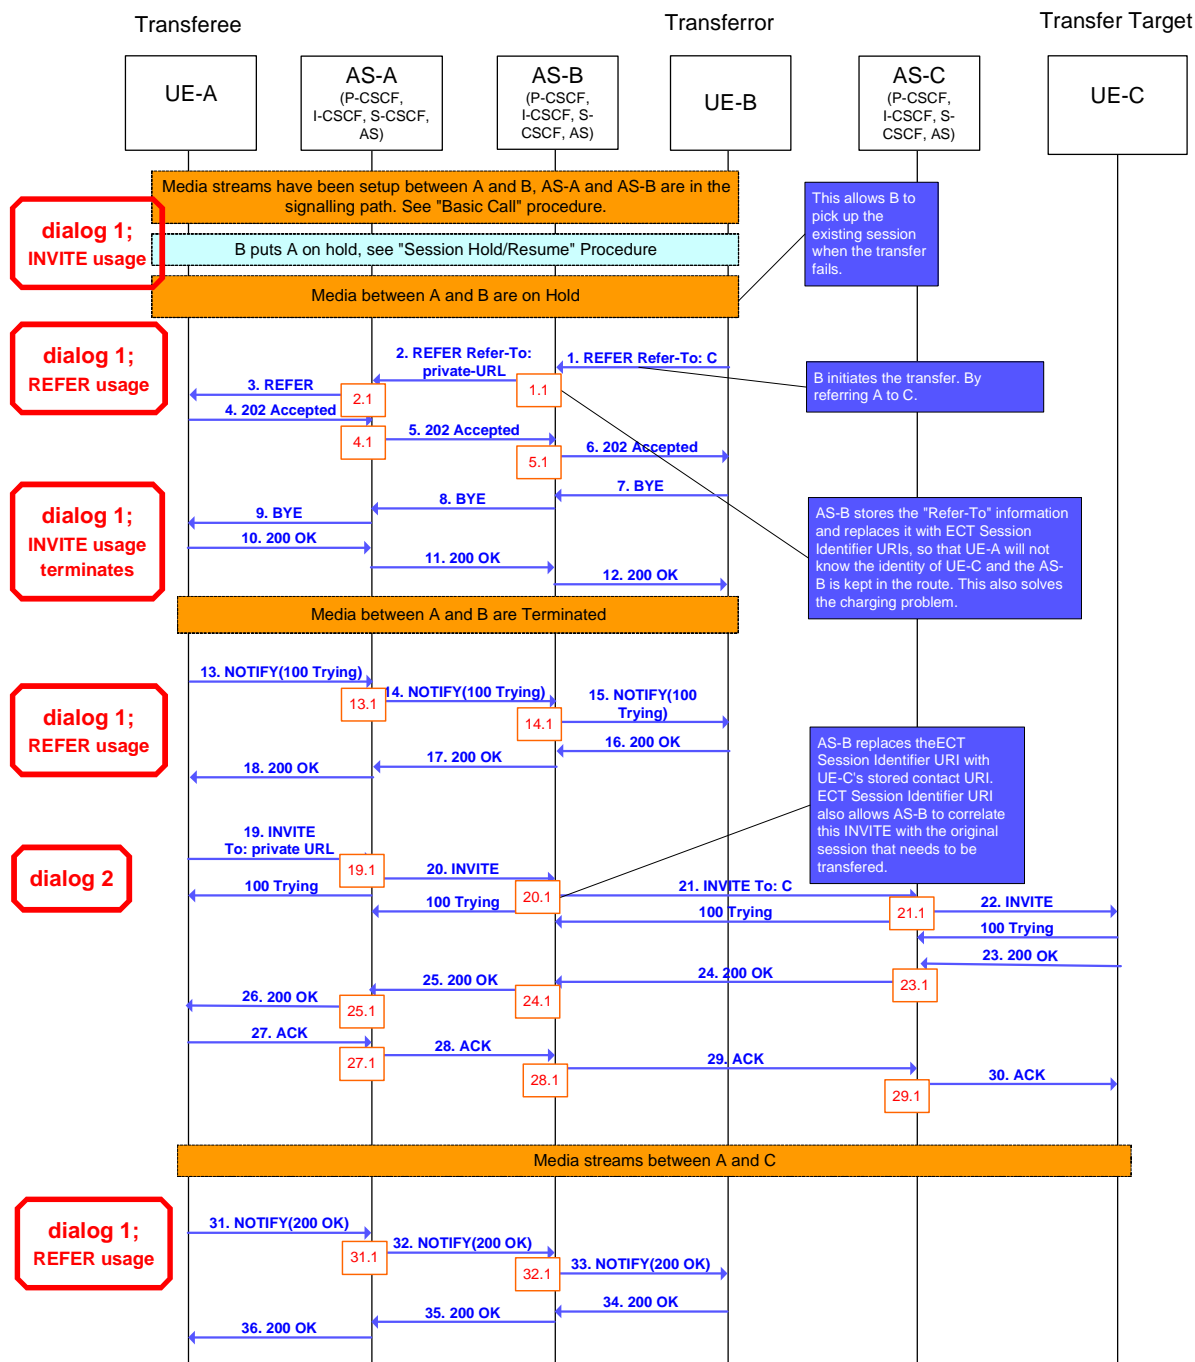 Transferee
Transferror
Transfer Target
UE-A
AS-A
(P-CSCF,
I-CSCF, S-CSCF,
AS)
AS-B
(P-CSCF,
I-CSCF, S-
CSCF, AS)
UE-B
AS-C
(P-CSCF,
I-CSCF, S-
CSCF, AS)
UE-C
Media streams have been setup between A and B, AS-A and AS-B are in the
signalling path. See "Basic Call" procedure.
This allows B to
pick up the
existing session
when the transfer
fails.
dialog 1;
INVITE usage
B puts A on hold, see "Session Hold/Resume" Procedure
Media between A and B are on Hold
dialog 1;
REFER usage
1. REFER Refer-To: C
2. REFER Refer-To:
private-URL
1.1
3. REFER
2.1
B initiates the transfer. By
referring A to C.
4. 202 Accepted
4.1
5. 202 Accepted
5.1
6. 202 Accepted
dialog 1;
INVITE usage
terminates
7. BYE
8. BYE
9. BYE
10. 200 OK
11. 200 OK
12. 200 OK
AS-B stores the "Refer-To" information
and replaces it with ECT Session
Identifier URIs, so that UE-A will not
know the identity of UE-C and the AS-
B is kept in the route. This also solves
the charging problem.
Media between A and B are Terminated
dialog 1;
REFER usage
13. NOTIFY(100 Trying)
13.1
14. NOTIFY(100 Trying)
14.1
15. NOTIFY(100
Trying)
16. 200 OK
17. 200 OK
18. 200 OK
AS-B replaces theECT
Session Identifier URI with
UE-C's stored contact URI.
ECT Session Identifier URI
also allows AS-B to correlate
this INVITE with the original
session that needs to be
transfered.
dialog 2
19. INVITE
To: private URL
19.1
20. INVITE
100 Trying
20.1
21. INVITE To: C
100 Trying
21.1
22. INVITE
100 Trying
100 Trying
23. 200 OK
23.1
24. 200 OK
24.1
25. 200 OK
25.1
26. 200 OK
27. ACK
27.1
28. ACK
28.1
29. ACK
29.1
30. ACK
Media streams between A and C
dialog 1;
REFER usage
31. NOTIFY(200 OK)
31.1
32. NOTIFY(200 OK)
32.1
33. NOTIFY(200 OK)
34. 200 OK
35. 200 OK
36. 200 OK